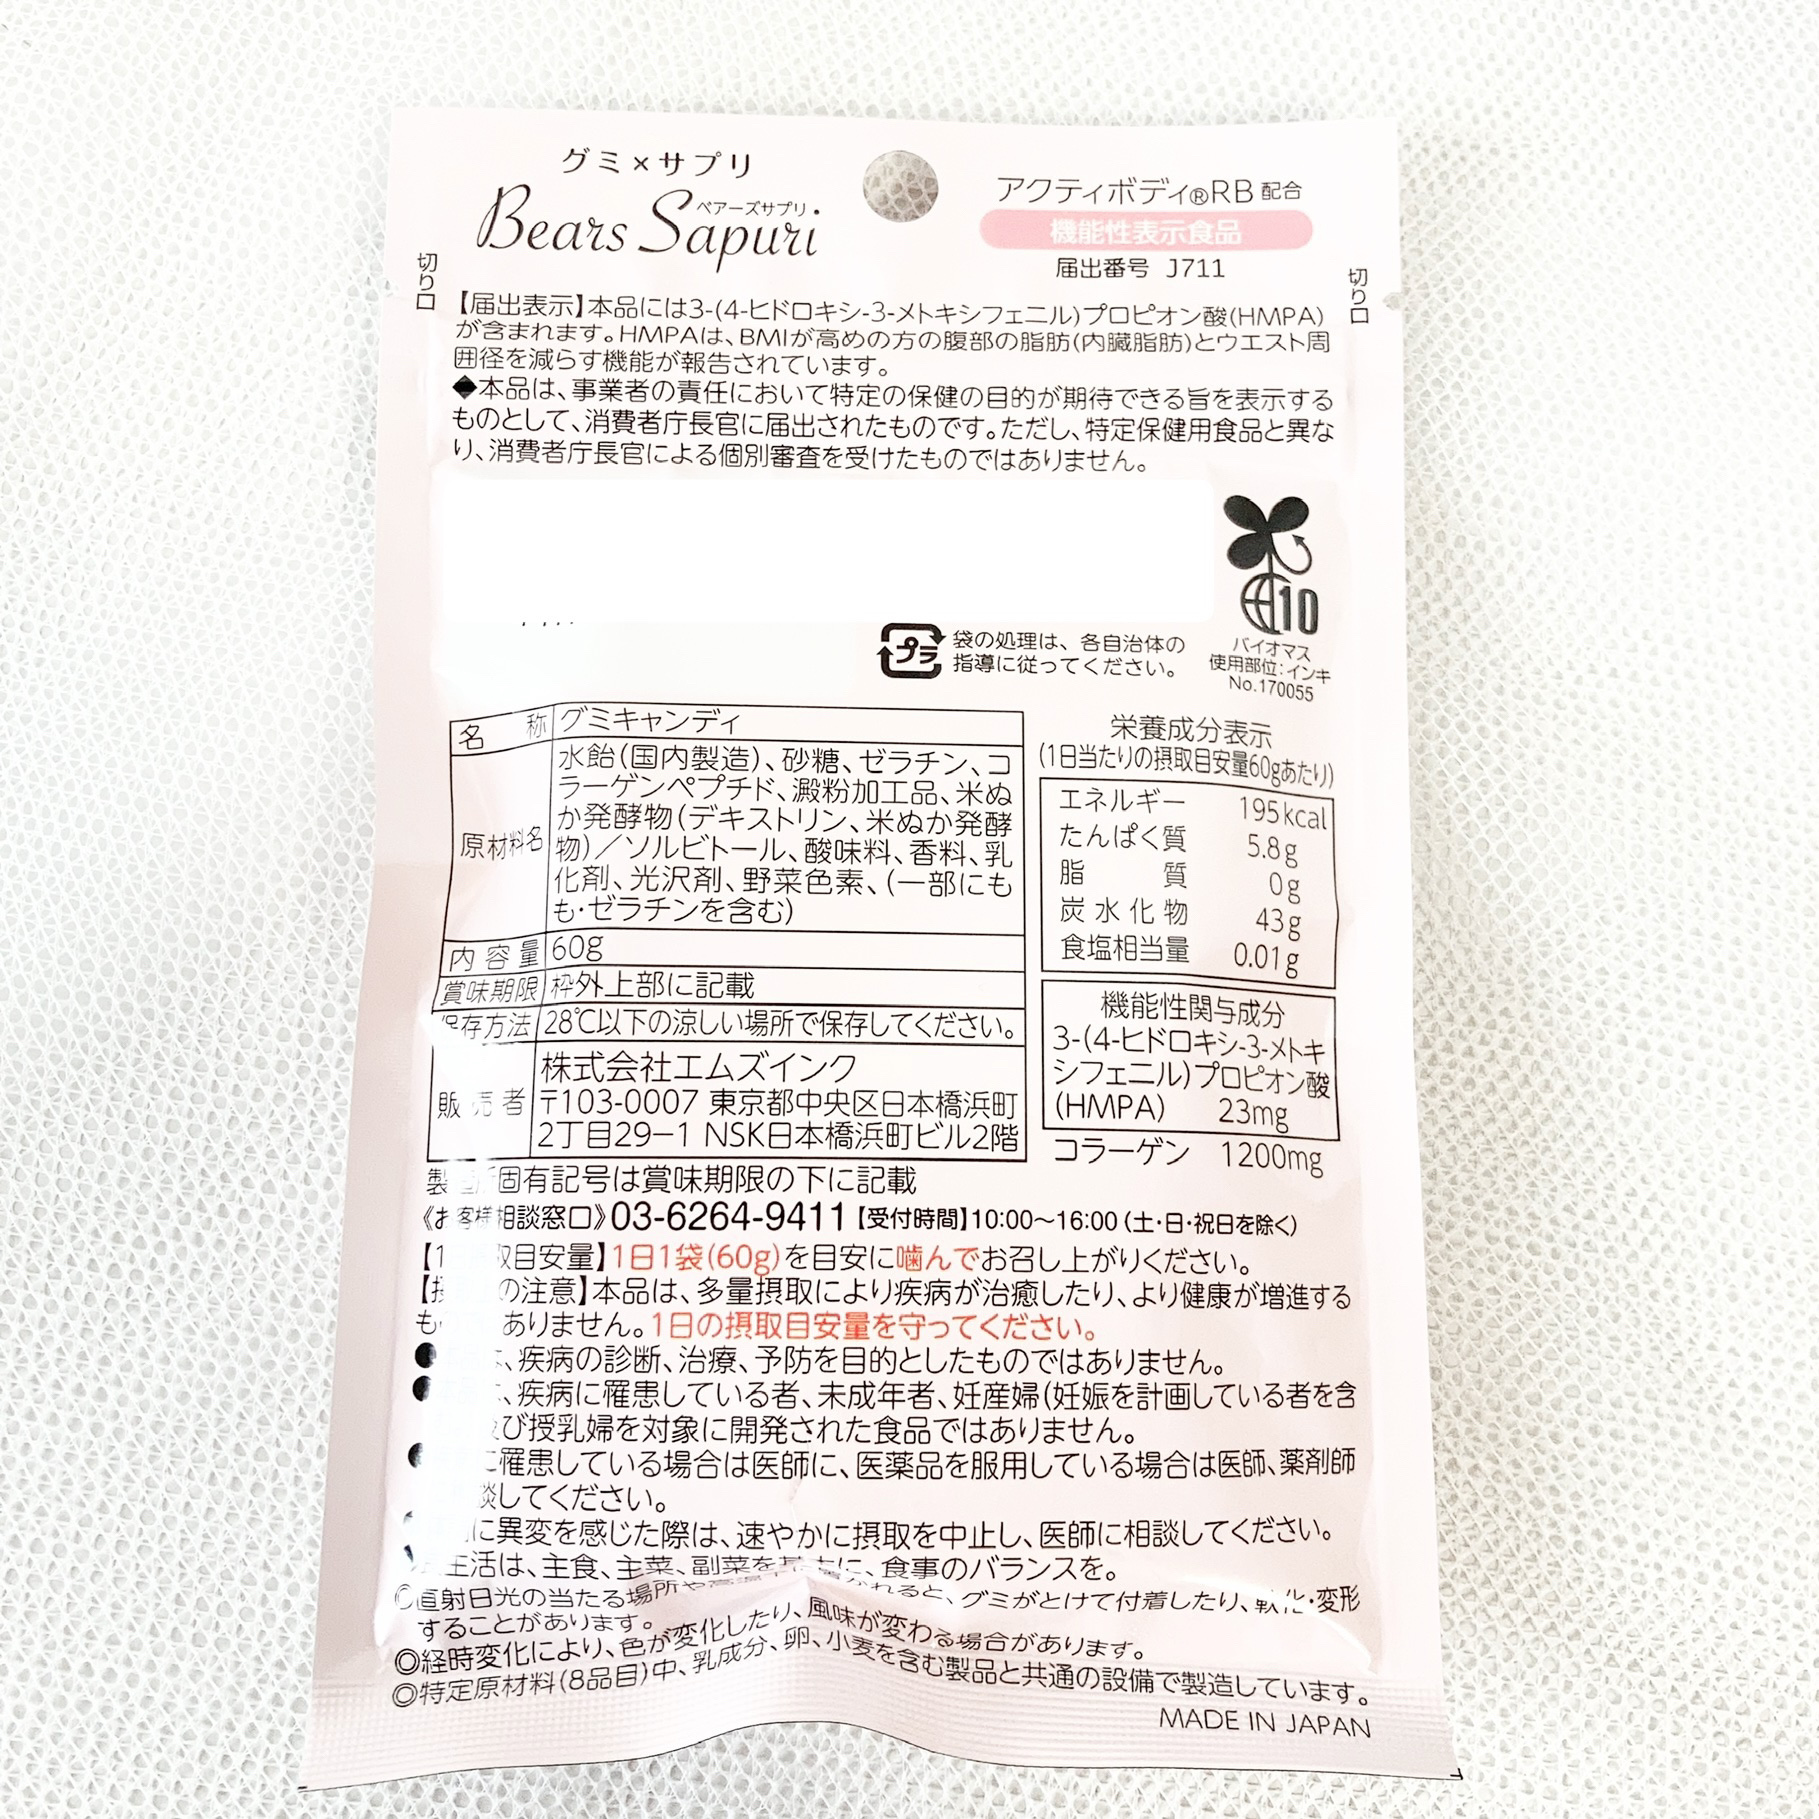 グミ×サプリ
Bears Sapuri
ベアーズサプリ
アクティボディ®RB配合
機能性表示食品
届出番号 J711
切り口
切り口
【届出表示】本品には3-(4-ヒドロキシ-3-メトキシフェニル)プロピオン酸(HMPA)
が含まれます。HMPAは、BMIが高めの方の腹部の脂肪(内臓脂肪)とウエスト周
囲径を減らす機能が報告されています。
◆本品は、事業者の責任において特定の保健の目的が期待できる旨を表示する
ものとして、消費者庁長官に届出されたものです。ただし、特定保健用食品と異な
り、消費者庁長官による個別審査を受けたものではありません。
10
バイオマス
使用部位:インキ
No.170055
プラ
袋の処理は、各自治体の
指導に従ってください。
名称 グミキャンディ
原材料名 水飴(国内製造)、砂糖、ゼラチン、コ
ラーゲンペプチド、澱粉加工品、米ぬ
か発酵物(デキストリン、米ぬか発酵
物)/ソルビトール、酸味料、香料、乳
化剤、光沢剤、野菜色素、(一部にも
も・ゼラチンを含む)
内容量 60g
賞味期限 枠外上部に記載
保存方法 28℃以下の涼しい場所で保存してください。
販売者 株式会社エムズインク
〒103-0007 東京都中央区日本橋浜町
2丁目29−1 NSK日本橋浜町ビル2階
栄養成分表示
(1日当たりの摂取目安量60gあたり)
エネルギー 195kcal
たんぱく質 5.8g
脂質 0g
炭水化物 43g
食塩相当量 0.01g
機能性関与成分
3-(4-ヒドロキシ-3-メトキ
シフェニル)プロピオン酸
(HMPA) 23mg
コラーゲン 1200mg
製 固有記号は賞味期限の下に記載
《お客様相談窓口》03-6264-9411【受付時間】10:00〜16:00(土・日・祝日を除く)
【1 取目安量】1日1袋(60g)を目安に噛んでお召し上がりください。
【摂 の注意】本品は、多量摂取により疾病が治癒したり、より健康が増進する
も ありません。1日の摂取目安量を守ってください。
● 、疾病の診断、治療、予防を目的としたものではありません。
● 、疾病に罹患している者、未成年者、妊産婦(妊娠を計画している者を含
び授乳婦を対象に開発された食品ではありません。
● に罹患している場合は医師に、医薬品を服用している場合は医師、薬剤師
談してください。
に異変を感じた際は、速やかに摂取を中止し、医師に相談してください。
生活は、主食、主菜、副菜を基本に、食事のバランスを。
◎直射日光の当たる場所や高温 置かれると、グミがとけて付着したり、軟化・変形
することがあります。
◎経時変化により、色が変化したり、風味が変わる場合があります。
◎特定原材料(8品目)中、乳成分、卵、小麦を含む製品と共通の設備で製造しています。
MADE IN JAPAN